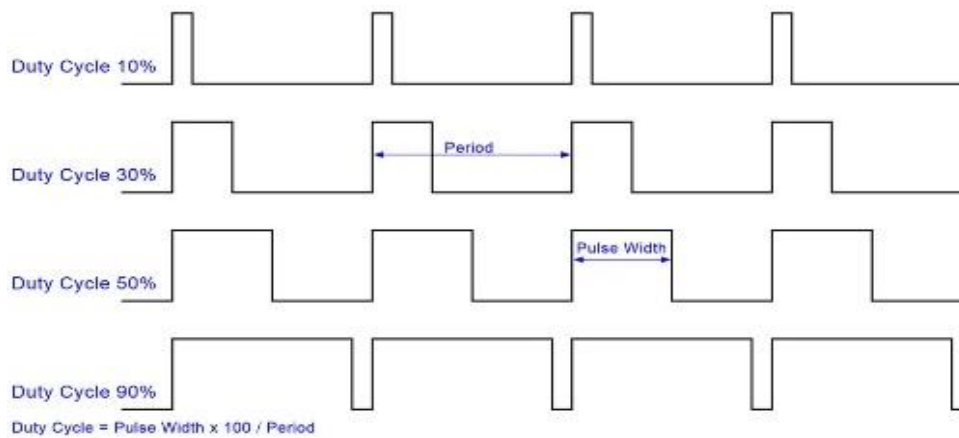 Duty Cycle 10%
Period
Duty Cycle 30%
Pulse Width
Duty Cycle 50%
Duty Cycle 90%
Duty Cycle = Pulse Width x 100 / Period